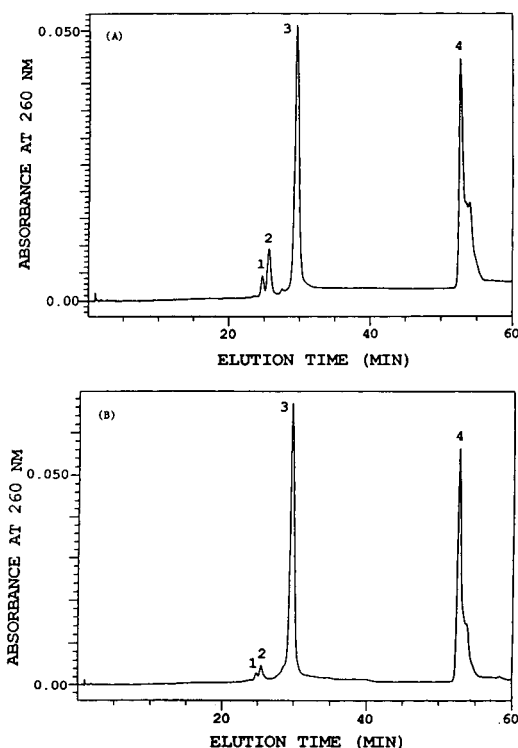 0.050
(A)
3
4
2
1
ABSORBANCE AT 260 NM
0.00
20
40
60
ELUTION TIME (MIN)
(B)
3
4
0.050
1 2
ABSORBANCE AT 260 NM
0.00
20
40
.60
ELUTION TIME (MIN)